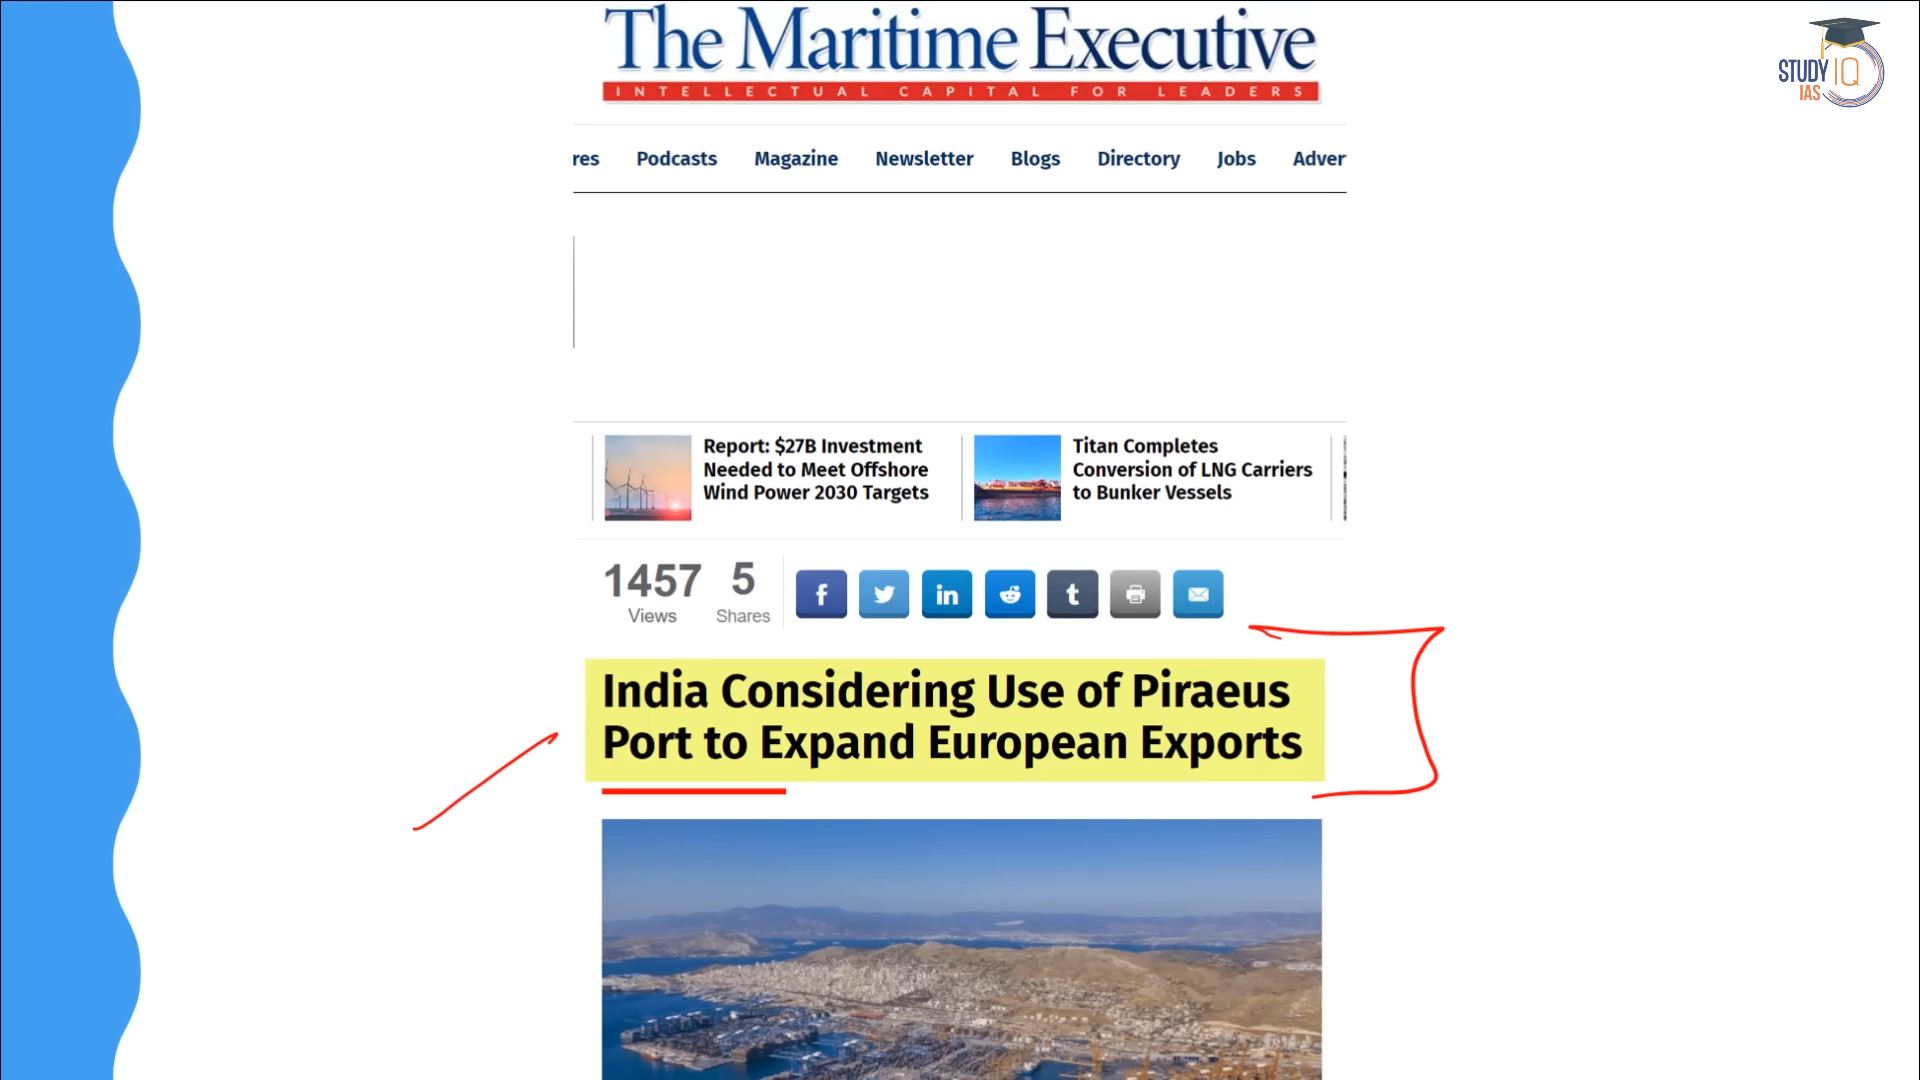 The Maritime Executive
INTELLECTUAL CAPITAL FOR LEADERS
STUDY IQ
IAS
res Podcasts Magazine Newsletter Blogs Directory Jobs Adver
Report: $27B Investment
Needed to Meet Offshore
Wind Power 2030 Targets
Titan Completes
Conversion of LNG Carriers
to Bunker Vessels
1457 5
Views Shares
India Considering Use of Piraeus
Port to Expand European Exports